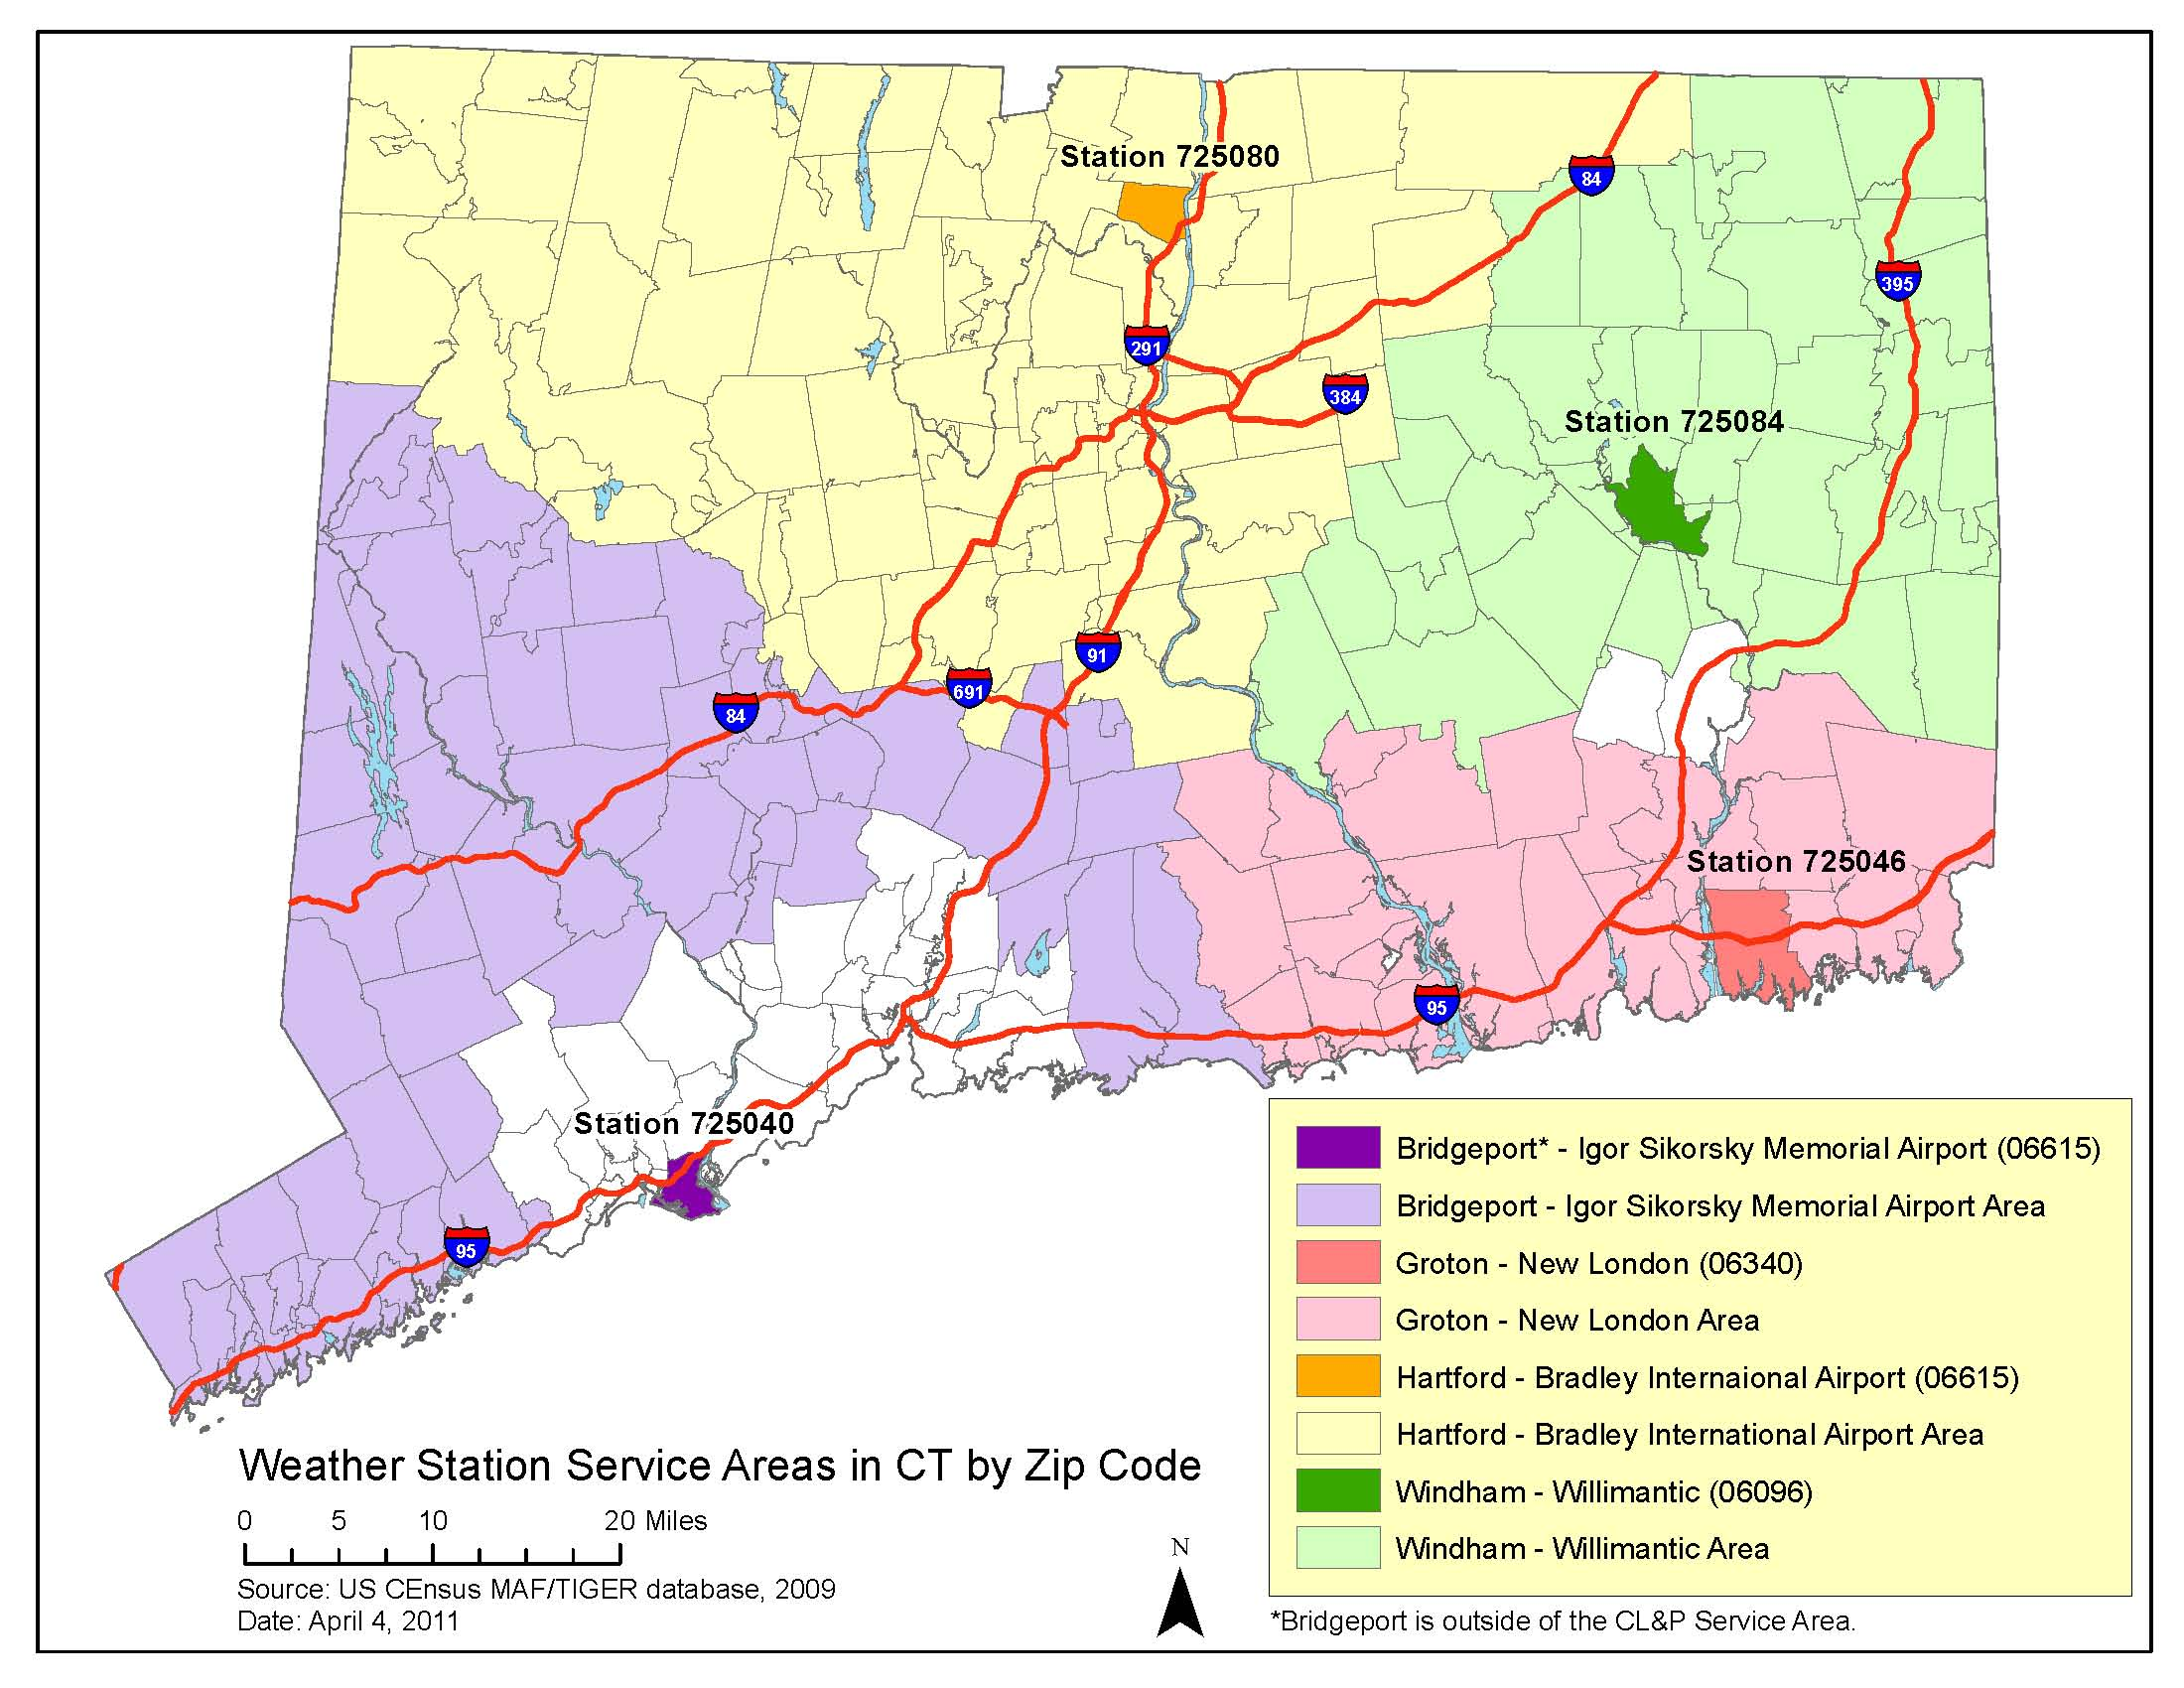 Station 725080
84
395
291
384
Station 725084
91
691
84
Station 725046
95
Station 725040
95
Bridgeport* - Igor Sikorsky Memorial Airport (06615)
Bridgeport - Igor Sikorsky Memorial Airport Area
Groton - New London (06340)
Groton - New London Area
Hartford - Bradley Internaional Airport (06615)
Hartford - Bradley International Airport Area
Windham - Willimantic (06096)
Windham - Willimantic Area
Weather Station Service Areas in CT by Zip Code
0 5 10 20 Miles
Source: US CEnsus MAF/TIGER database, 2009
Date: April 4, 2011
N
*Bridgeport is outside of the CL&P Service Area.